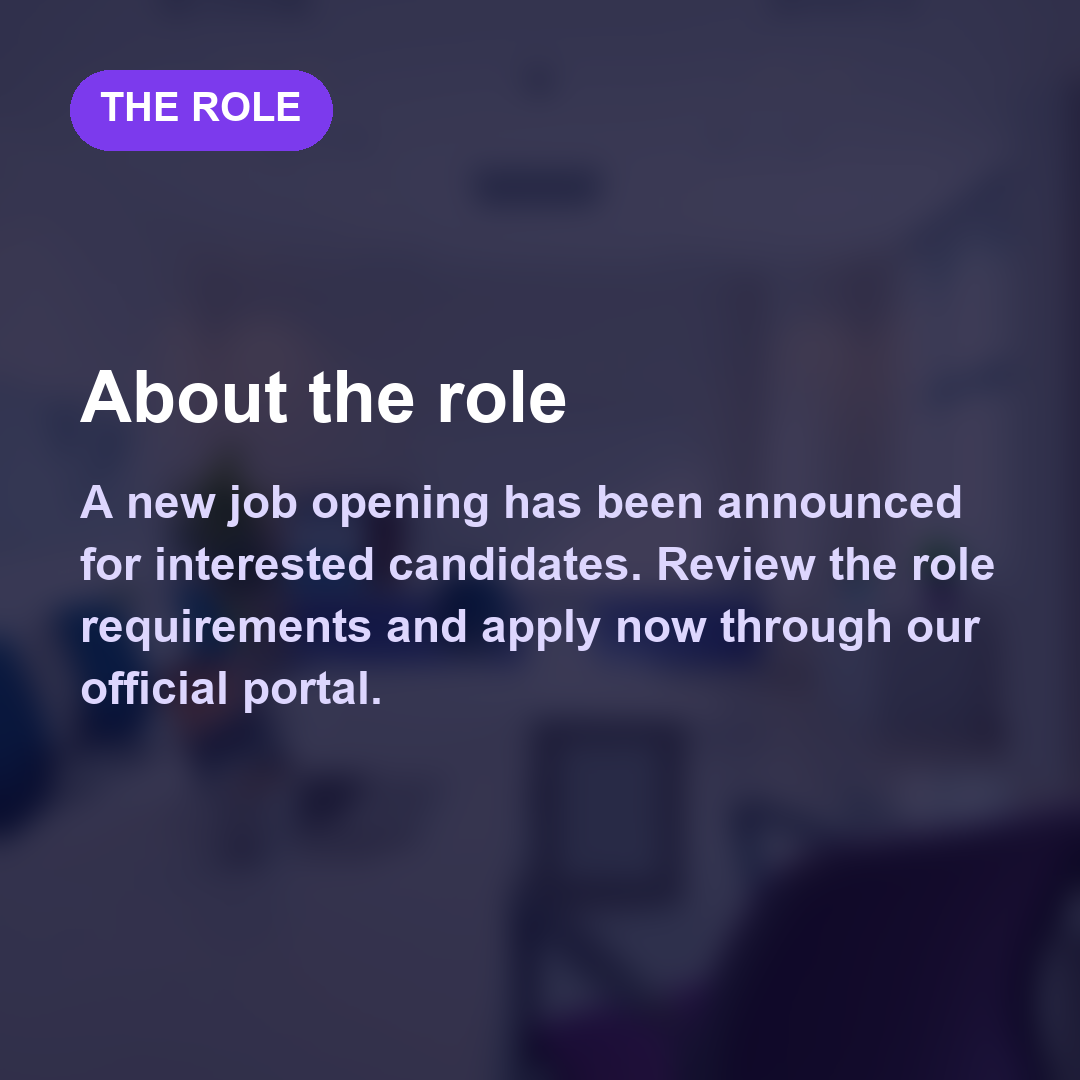 THE ROLE
About the role
A new job opening has been announced
for interested candidates. Review the role
requirements and apply now through our
official portal.